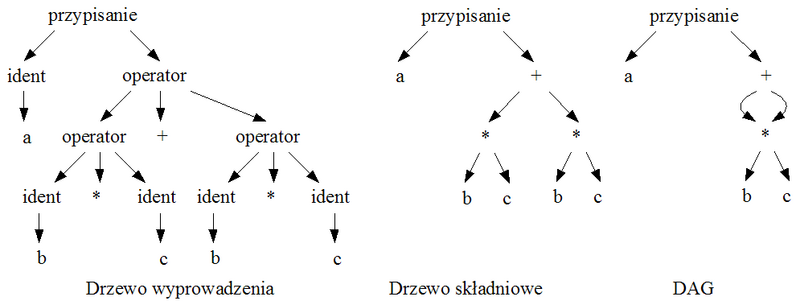 przypisanie przypisanie przypisanie
ident operator a + a +
a operator + operator * * *
ident * ident ident * ident b c b c b c
b c b c
Drzewo wyprowadzenia Drzewo składniowe DAG